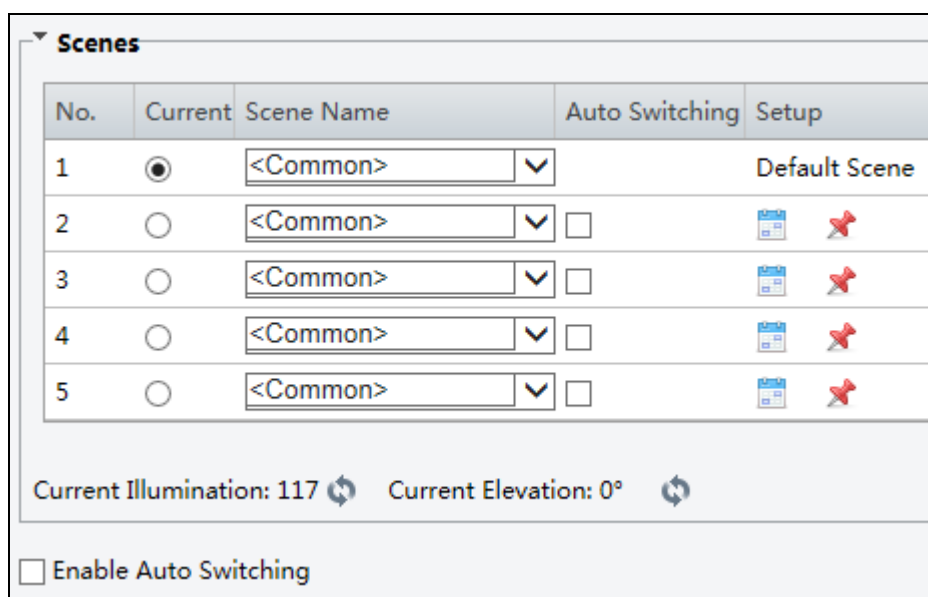 Scenes
No. Current Scene Name Auto Switching Setup
1 <Common> Default Scene
2 <Common>
3 <Common>
4 <Common>
5 <Common>
Current Illumination: 117 Current Elevation: 0°
Enable Auto Switching